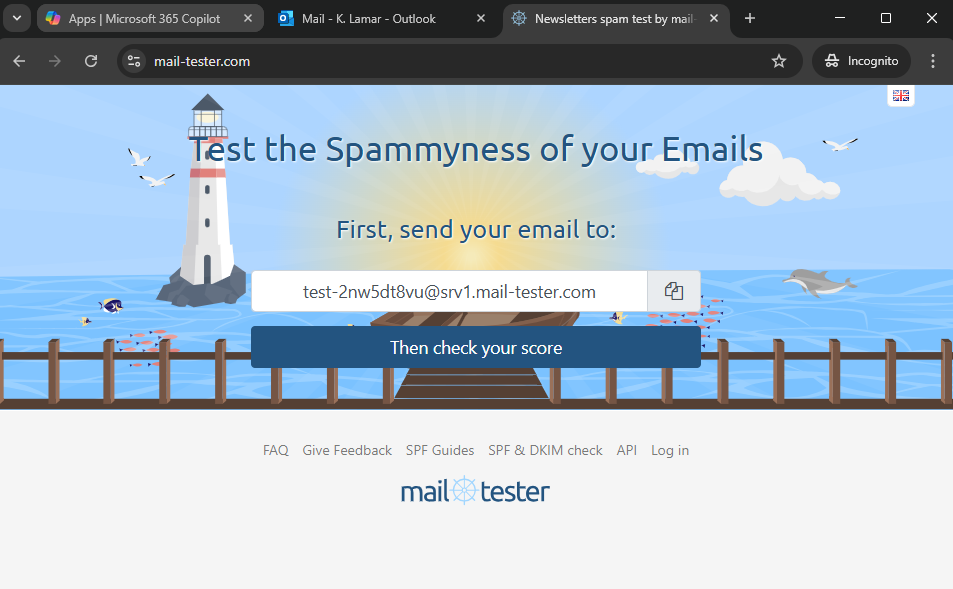 Apps | Microsoft 365 Copilot
Mail - K. Lamar - Outlook
Newsletters spam test by mail-
mail-tester.com
Incognito
Test the Spammyness of your Emails
First, send your email to:
test-2nw5dt8vu@srv1.mail-tester.com
Then check your score
FAQ Give Feedback SPF Guides SPF & DKIM check API Log in
mail tester